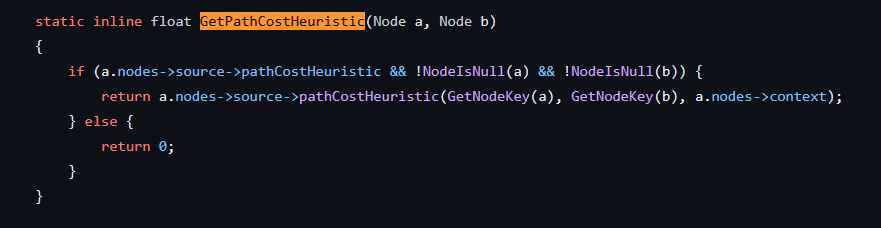 static inline float GetPathCostHeuristic(Node a, Node b)
{
    if (a.nodes->source->pathCostHeuristic && !NodeIsNull(a) && !NodeIsNull(b)) {
        return a.nodes->source->pathCostHeuristic(GetNodeKey(a), GetNodeKey(b), a.nodes->context);
    } else {
        return 0;
    }
}